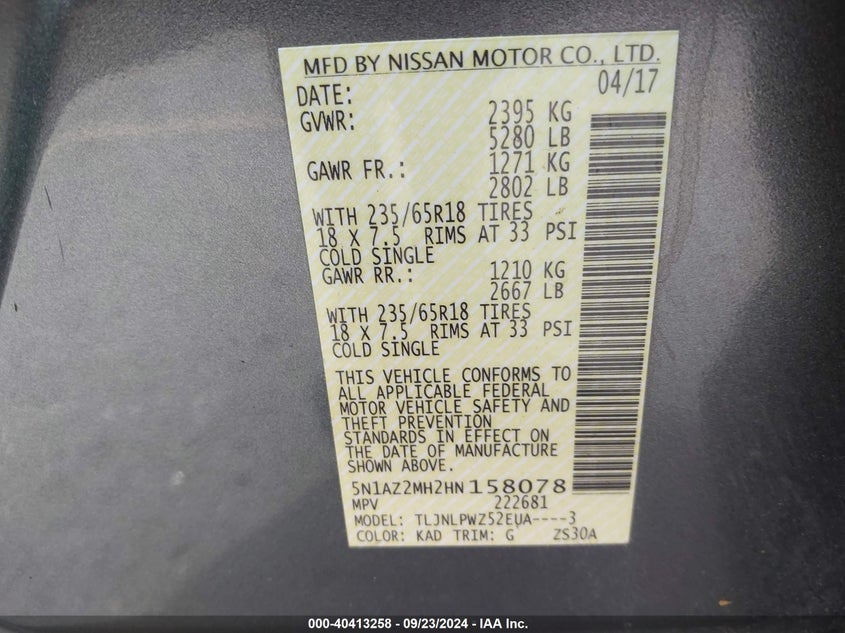 MFD BY NISSAN MOTOR CO., LTD.
DATE: 04/17
GVWR: 2395 KG
5280 LB
GAWR FR.: 1271 KG
2802 LB
WITH 235/65R18 TIRES
18 X 7.5 RIMS AT 33 PSI
COLD SINGLE
GAWR RR.: 1210 KG
2667 LB
WITH 235/65R18 TIRES
18 X 7.5 RIMS AT 33 PSI
COLD SINGLE
THIS VEHICLE CONFORMS TO
ALL APPLICABLE FEDERAL
MOTOR VEHICLE SAFETY AND
THEFT PREVENTION
STANDARDS IN EFFECT ON
THE DATE OF MANUFACTURE
SHOWN ABOVE.
5N1AZ2MH2HN158078
MPV 222681
MODEL: TLJNLPWZ52EUA----3
COLOR: KAD TRIM: G ZS30A
000-40413258 - 09/23/2024 - IAA Inc.